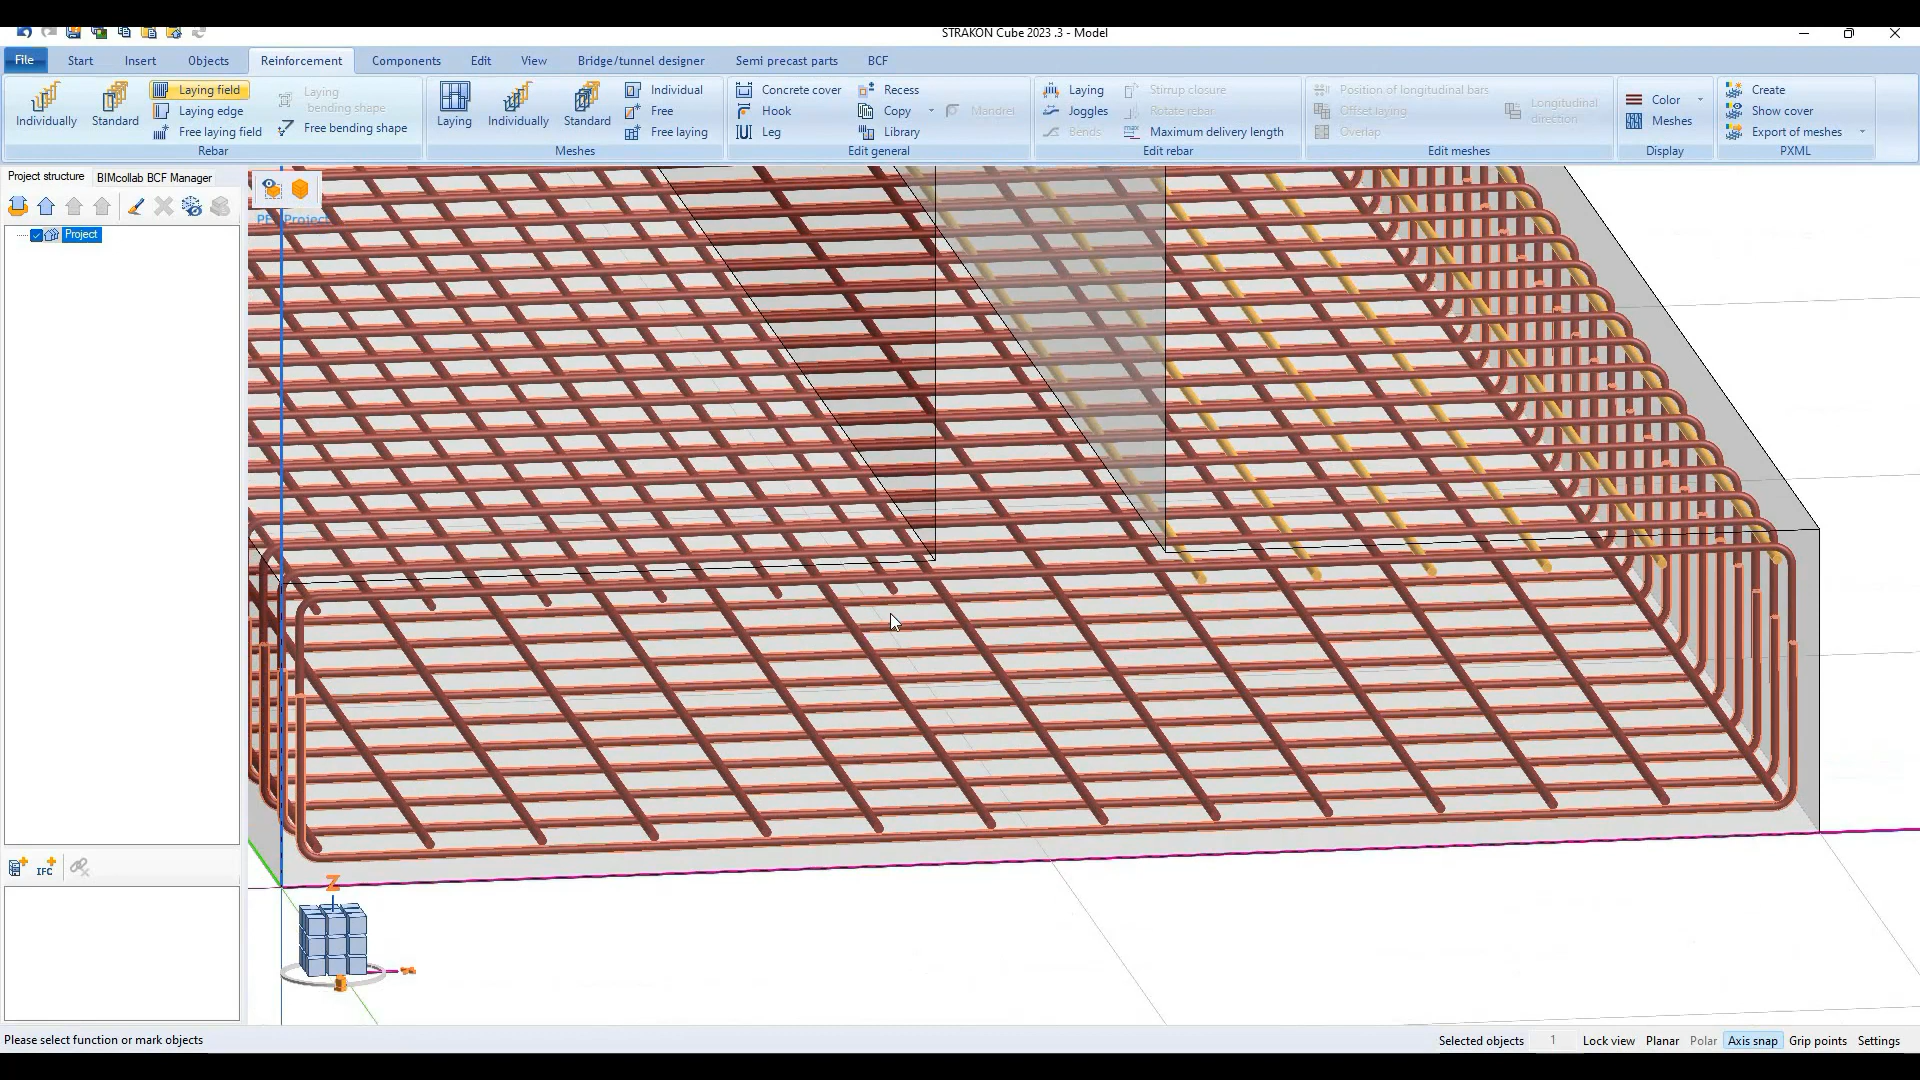 STRAKON Cube 2023 .3 - Model
File Start Insert Objects Reinforcement Components Edit View Bridge/tunnel designer Semi precast parts BCF
Individually Standard
Laying field
Laying edge
Free laying field
Laying
bending shape
Free bending shape
Rebar
Laying Individually Standard
Individual
Free
Free laying
Meshes
Concrete cover
Hook
Leg
Recess
Copy
Library
Mandrel
Edit general
Laying
Joggles
Bends
Stirrup closure
Rotate rebar
Maximum delivery length
Edit rebar
Position of longitudinal bars
Offset laying
Overlap
Longitudinal
direction
Edit meshes
Color
Meshes
Display
Create
Show cover
Export of meshes
PXML
Project structure BIMcollab BCF Manager
Project
Project
IFC
Z
Please select function or mark objects
Selected objects 1 Lock view Planar Polar Axis snap Grip points Settings